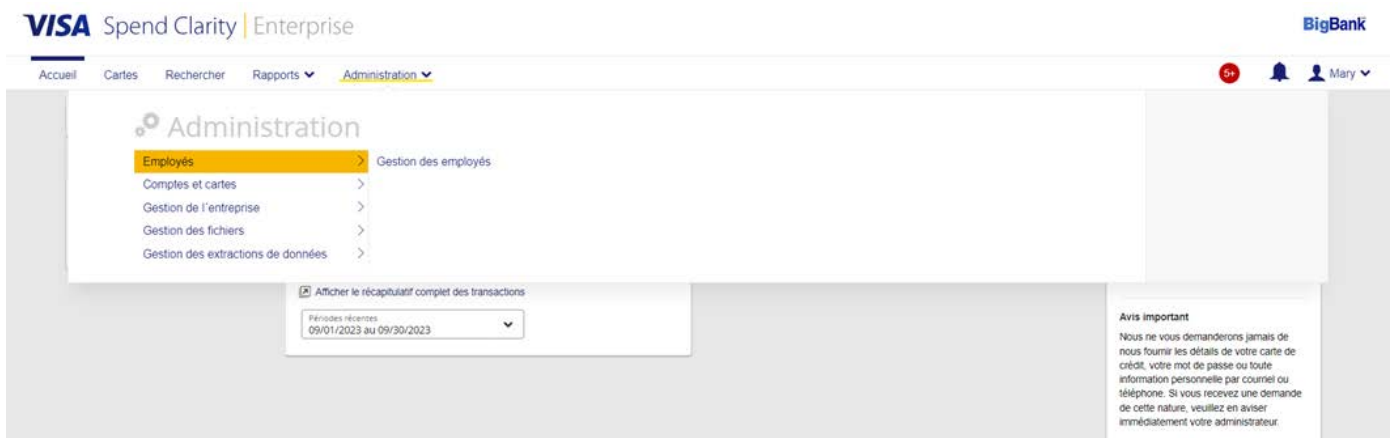 VISA Spend Clarity Enterprise
BigBank
Accueil Cartes Rechercher Rapports Administration
5+ Mary
Administration
Employés Gestion des employés
Comptes et cartes
Gestion de l´entreprise
Gestion des fichiers
Gestion des extractions de données
Afficher le récapitulatif complet des transactions
Périodes récentes
09/01/2023 au 09/30/2023
Avis important
Nous ne vous demanderons jamais de
nous fournir les détails de votre carte de
crédit, votre mot de passe ou toute
information personnelle par courriel ou
téléphone. Si vous recevez une demande
de cette nature, veuillez en aviser
immédiatement votre administrateur.